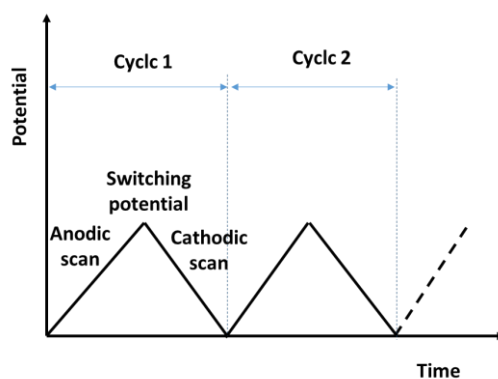 Cyclc 1
Cyclc 2
Potential
Switching
potential
Anodic
scan
Cathodic
scan
Time